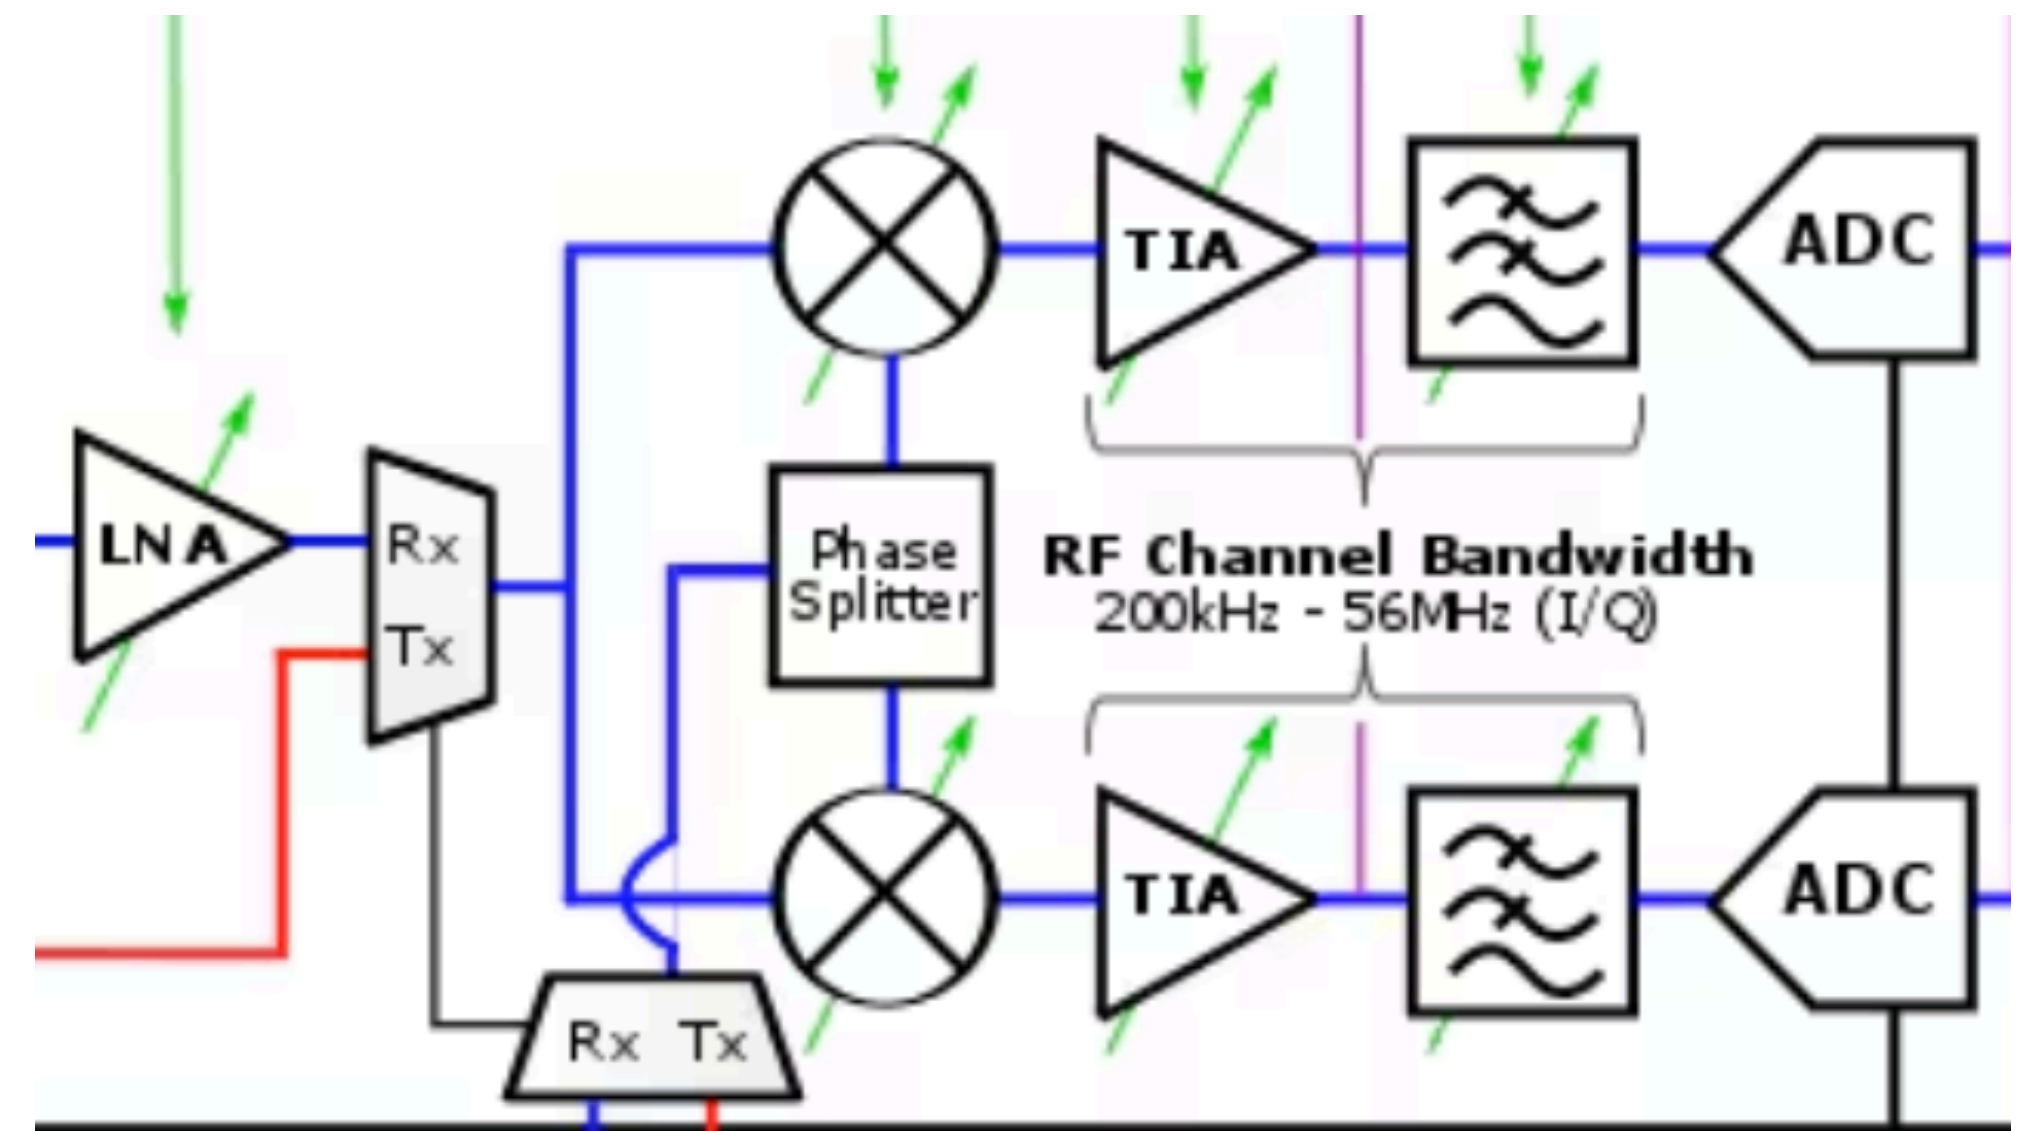 TIA
ADC
LNA
Rx
Tx
Phase
Splitter
RF Channel Bandwidth
200kHz - 56MHz (I/Q)
TIA
ADC
Rx Tx